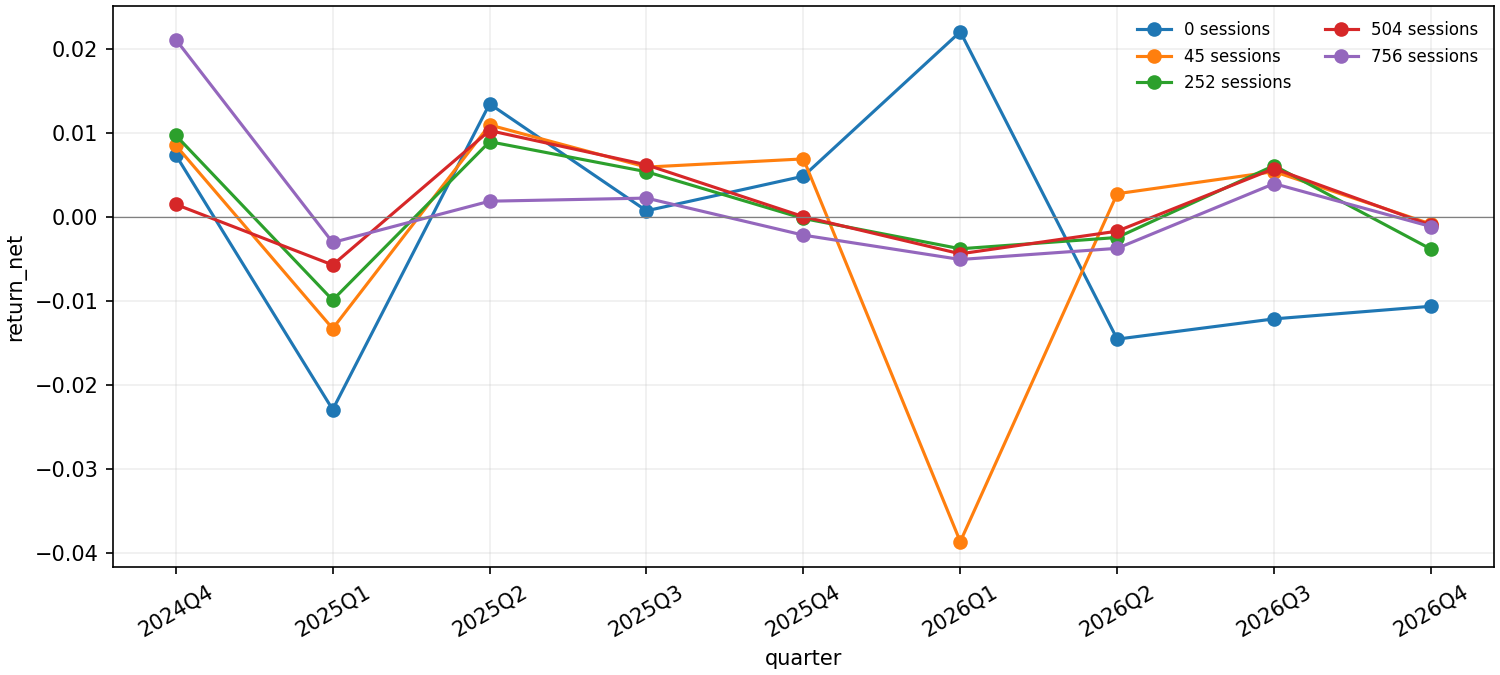 0 sessions
45 sessions
252 sessions
504 sessions
756 sessions
0.02
0.01
0.00
−0.01
−0.02
−0.03
−0.04
return_net
2024Q4
2025Q1
2025Q2
2025Q3
2025Q4
2026Q1
2026Q2
2026Q3
2026Q4
quarter